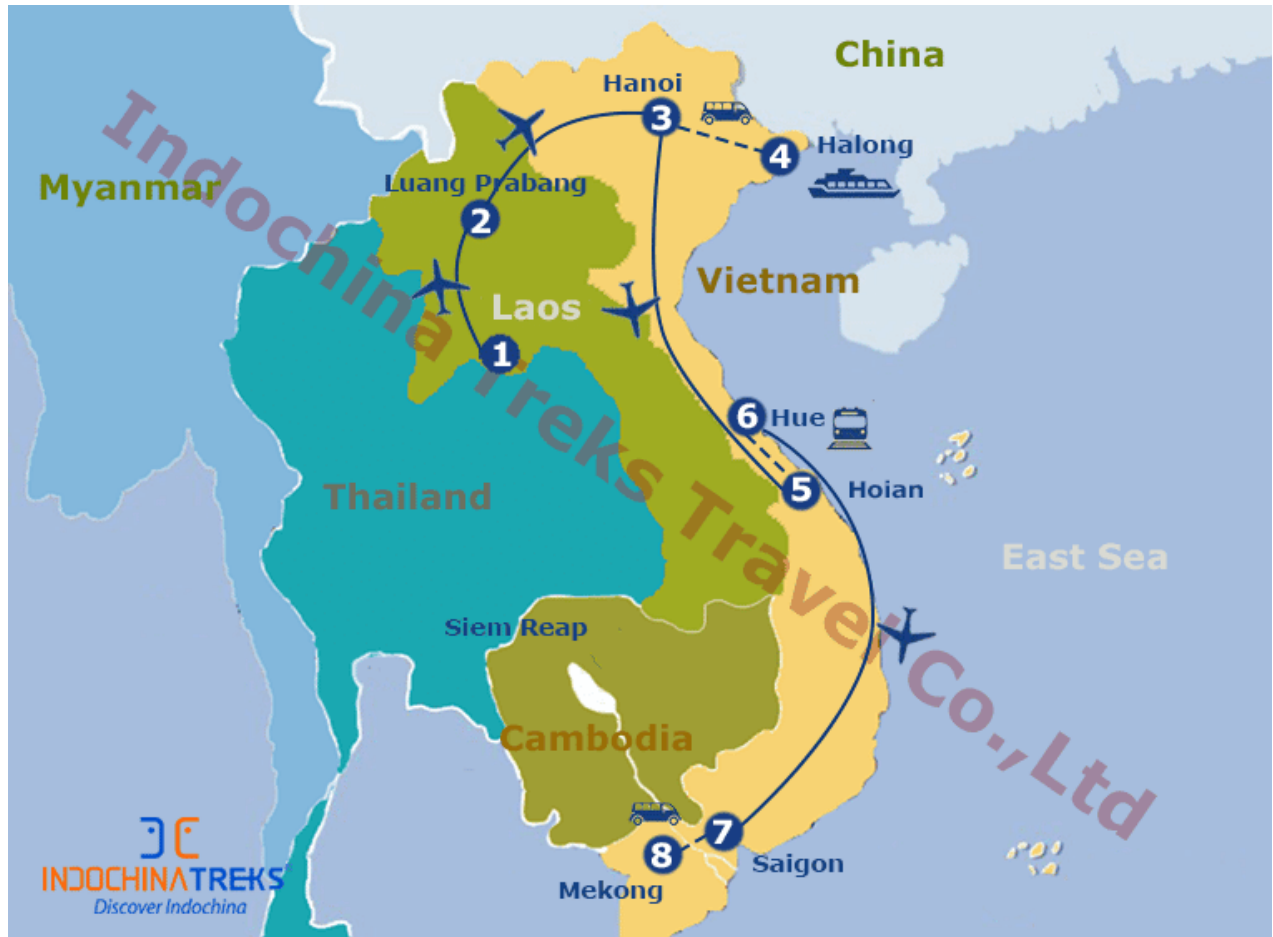 China
Hanoi
3
4
Halong
Myanmar
Luang Prabang
2
Vietnam
Laos
1
6
Hue
5
Hoian
Thailand
East Sea
Siem Reap
Cambodia
7
8
Saigon
Mekong
Indochina Treks Travel Co.,Ltd
INDOCHINATREKS
Discover Indochina